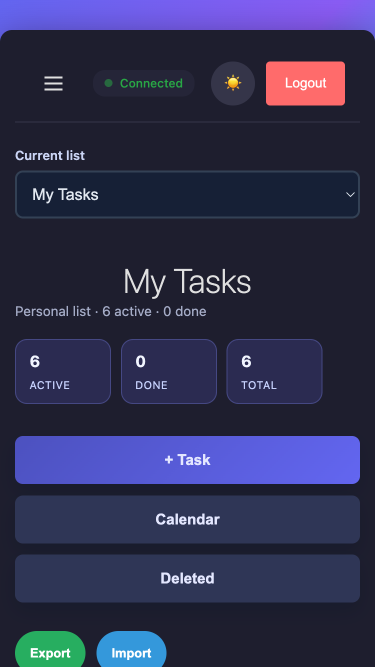 Connected
Logout
Current list
My Tasks
My Tasks
Personal list · 6 active · 0 done
6
ACTIVE
0
DONE
6
TOTAL
+ Task
Calendar
Deleted
Export
Import